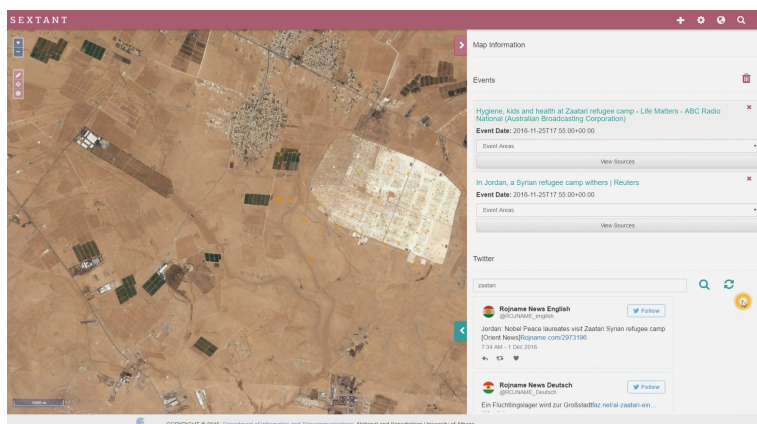 SEXTANT
Map Information
Events
Hygiene, kids and health at Zaatari refugee camp - Life Matters - ABC Radio
National (Australian Broadcasting Corporation)
Event Date: 2016-11-25T17:55:00+00:00
Event Areas
View Sources
In Jordan, a Syrian refugee camp withers | Reuters
Event Date: 2016-11-25T17:55:00+00:00
Event Areas
View Sources
Twitter
zaatari
Rojname News English
@ROJNAME_english
Follow
Jordan: Nobel Peace laureates visit Zaatari Syrian refugee camp
[Orient News]Rojname.com/2973196
7:34 AM - 1 Dec 2016
Rojname News Deutsch
@ROJNAME_Deutsch
Follow
Ein Flüchtlingslager wird zur Großstadtfaz.net/al-zaatari-ein...
1000 m
COPYRIGHT © 2015, Department of Informatics and Telecommunications, National and Kapodistrian University of Athens